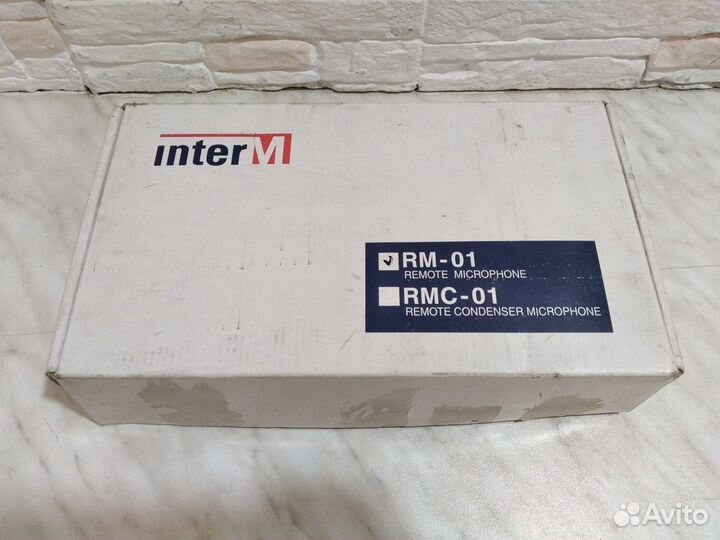 interM
RM-01
REMOTE MICROPHONE
RMC-01
REMOTE CONDENSER MICROPHONE
Avito